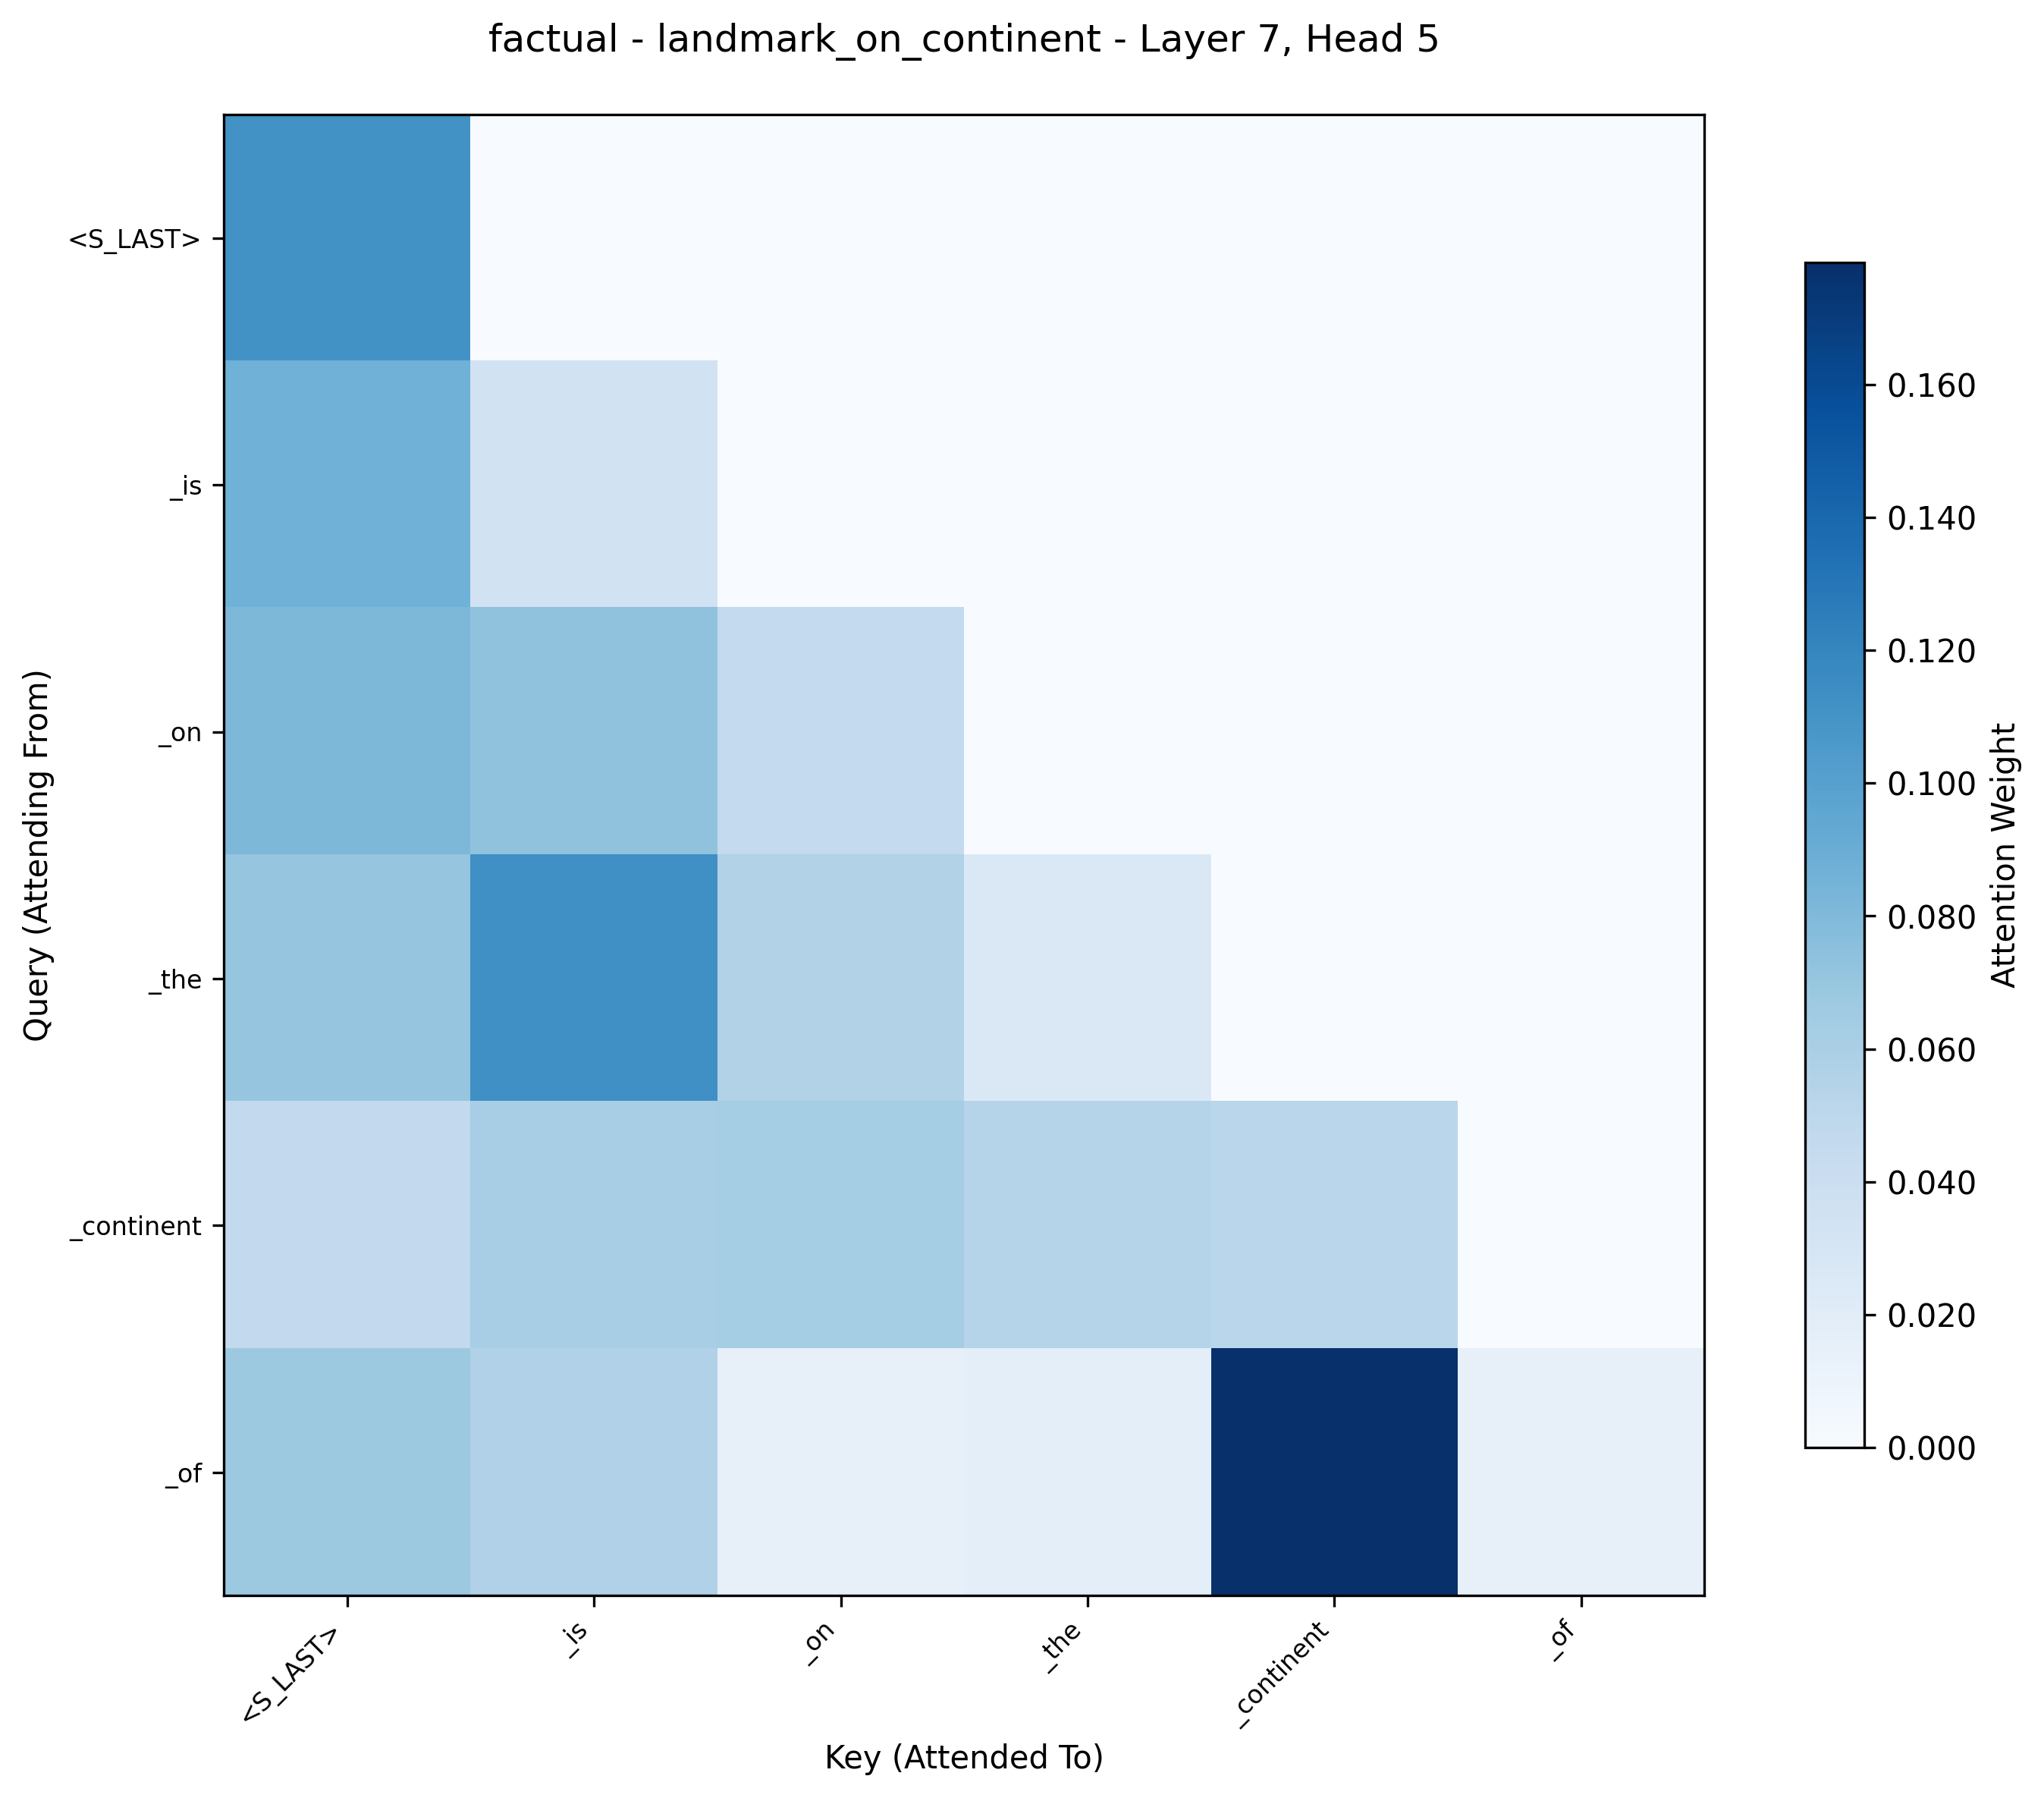 factual - landmark_on_continent - Layer 7, Head 5
Query (Attending From)
<S_LAST>
_is
_on
_the
_continent
_of
<S_LAST>
_is
_on
_the
_continent
_of
Key (Attended To)
0.160
0.140
0.120
0.100
0.080
0.060
0.040
0.020
0.000
Attention Weight